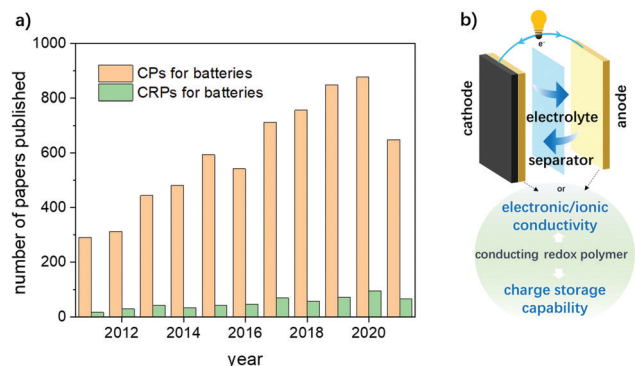 a)
1000
800
600
400
200
0
number of papers published
CPs for batteries
CRPs for batteries
2012 2014 2016 2018 2020
year
b)
e-
cathode
anode
electrolyte
separator
or
electronic/ionic
conductivity
conducting redox polymer
charge storage
capability